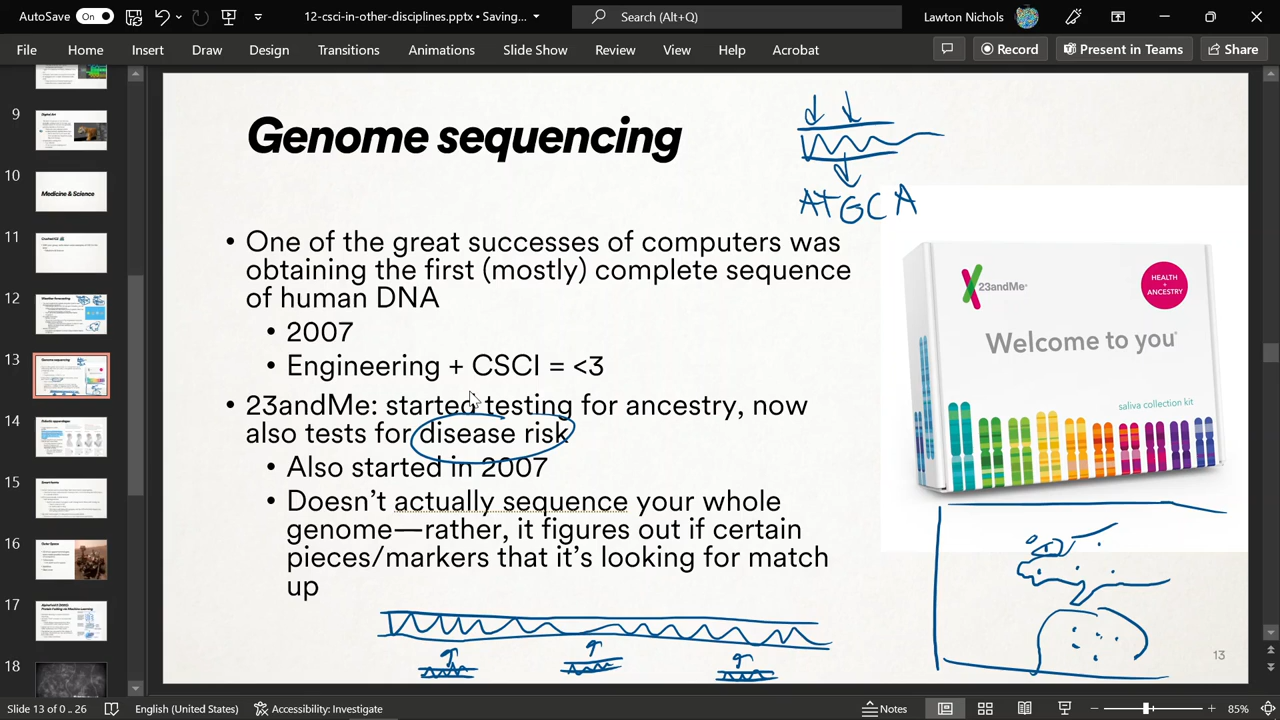 AutoSave On 12-csci-in-other-disciplines.pptx • Saving... Search (Alt+Q) Lawton Nichols
File Home Insert Draw Design Transitions Animations Slide Show Review View Help Acrobat Record Present in Teams Share
9
10
Medicine & Science
11
12
13
14
15
16
17
18
Genome sequencing
ATGCA
• One of the great successes of computers was
obtaining the first (mostly) complete sequence
of human DNA
• 2007
• Engineering + CSCI = <3
• 23andMe: started testing for ancestry, now
also tests for disease risk
• Also started in 2007
• Doesn't actually sequence your whole
genome—rather, it figures out if certain
pieces/markers that it's looking for match
up
23andMe®
HEALTH
+
ANCESTRY
Welcome to you®
saliva collection kit
13
Slide 13 of 0 .. 26 English (United States) Accessibility: Investigate Notes 85%